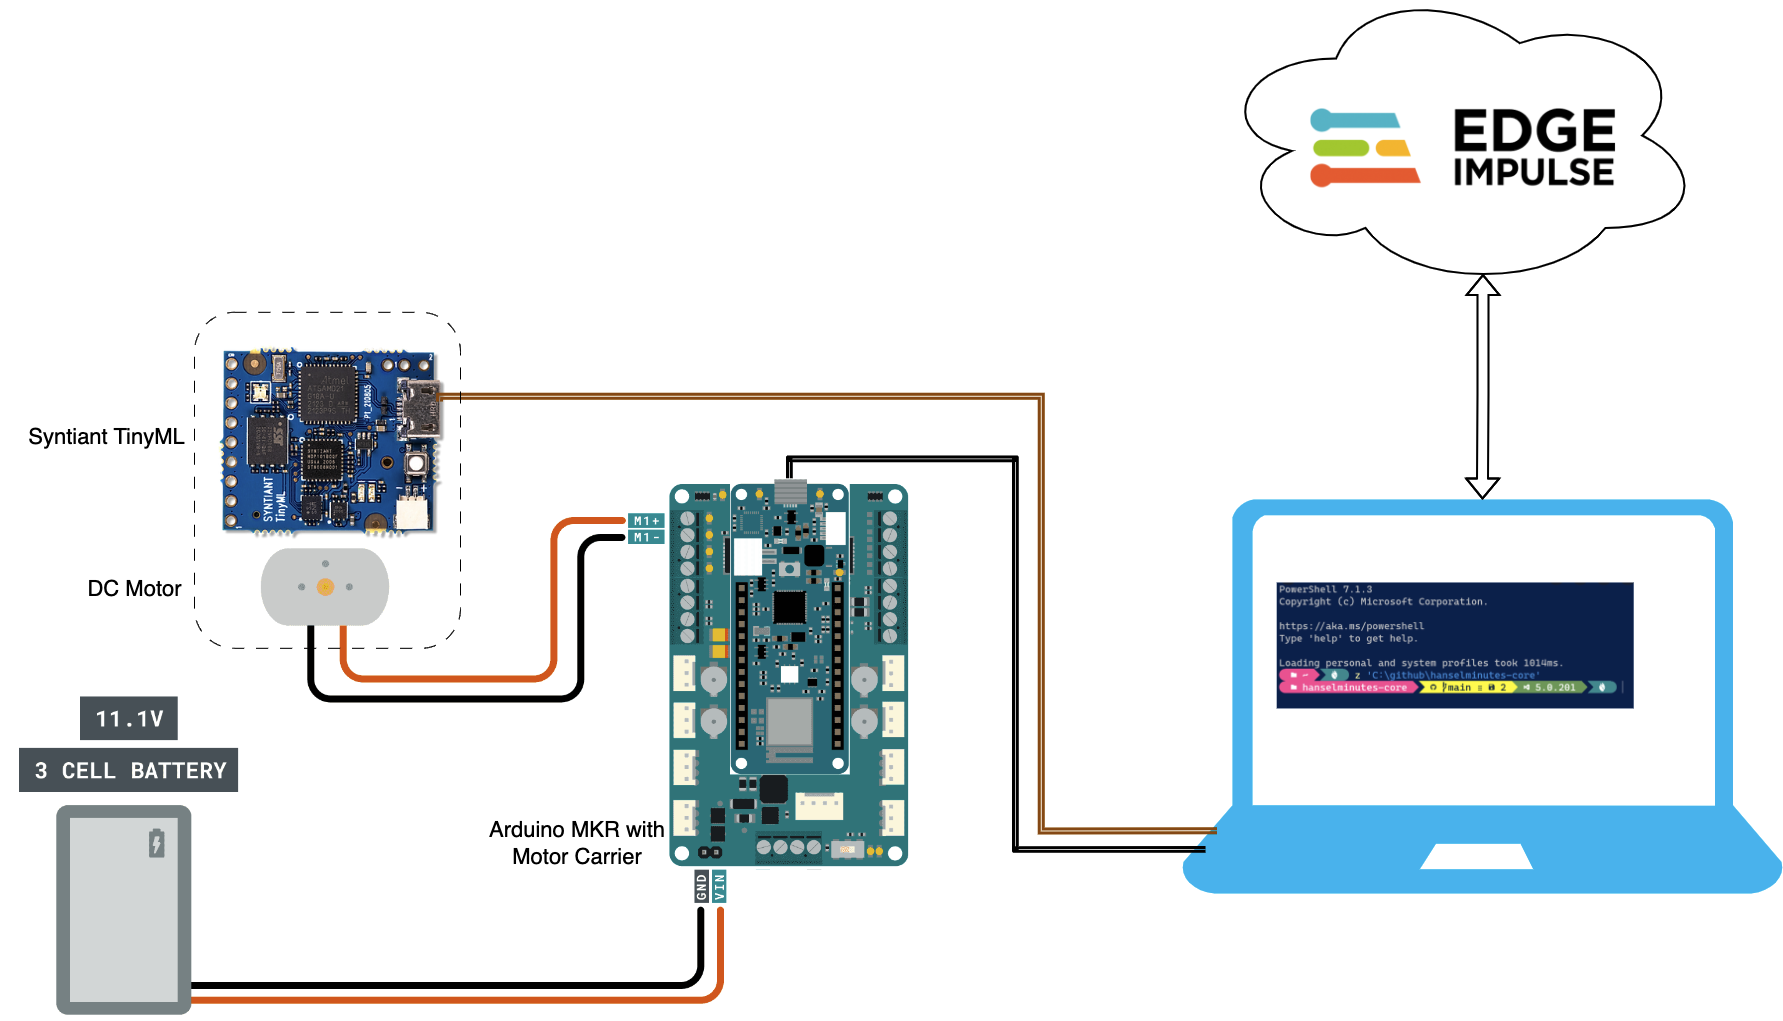 EDGE
IMPULSE
Syntiant TinyML
SYNTIANT
TinyML
DC Motor
M1+
M1-
11.1V
3 CELL BATTERY
Arduino MKR with
Motor Carrier
GND
VIN
PowerShell 7.1.3
Copyright (c) Microsoft Corporation.
https://aka.ms/powershell
Type 'help' to get help.
Loading personal and system profiles took 1014ms.
~ z 'C:\github\hanselminutes-core'
hanselminutes-core main ≡ 2 5.0.201